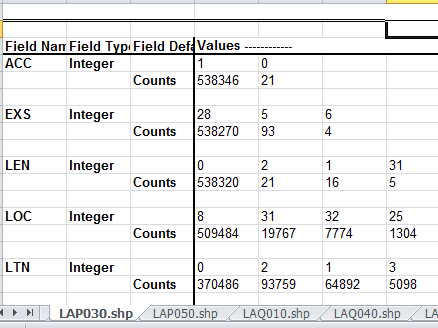 Field Nam Field Type Field Defa Values ------------
ACC Integer 1 0
Counts 538346 21
EXS Integer 28 5 6
Counts 538270 93 4
LEN Integer 0 2 1 31
Counts 538320 21 16 5
LOC Integer 8 31 32 25
Counts 509484 19767 7774 1304
LTN Integer 0 2 1 3
Counts 370486 93759 64892 5098
LAP030.shp LAP050.shp LAQ010.shp LAQ040.shp LA